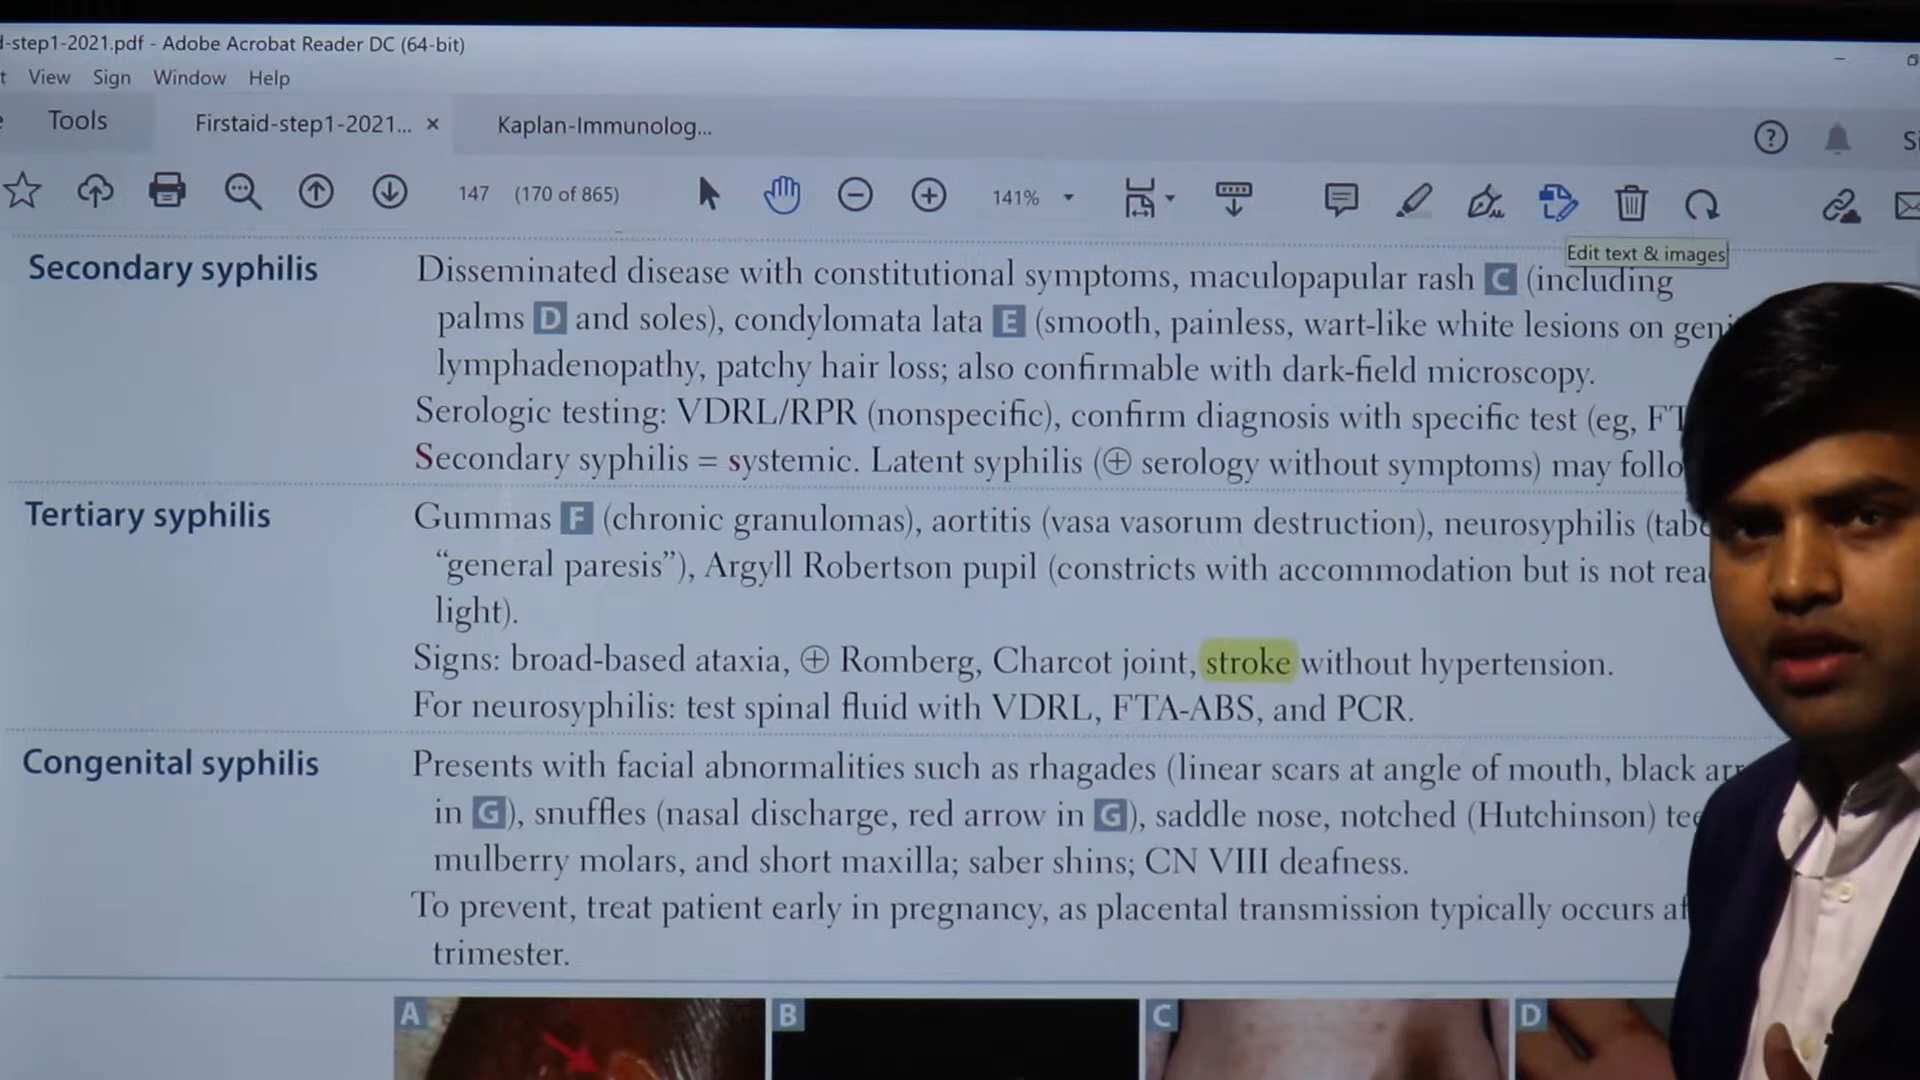 d-step1-2021.pdf - Adobe Acrobat Reader DC (64-bit)
t View Sign Window Help
Tools Firstaid-step1-2021... × Kaplan-Immunolog...
147 (170 of 865) 141%
Edit text & images
Secondary syphilis
Disseminated disease with constitutional symptoms, maculopapular rash C (including
palms D and soles), condylomata lata E (smooth, painless, wart-like white lesions on
lymphadenopathy, patchy hair loss; also confirmable with dark-field microscopy.
Serologic testing: VDRL/RPR (nonspecific), confirm diagnosis with specific test (eg,
Secondary syphilis = systemic. Latent syphilis (⊕ serology without symptoms) may
Tertiary syphilis
Gummas F (chronic granulomas), aortitis (vasa vasorum destruction), neurosyphilis
“general paresis”), Argyll Robertson pupil (constricts with accommodation but is not
light).
Signs: broad-based ataxia, ⊕ Romberg, Charcot joint, stroke without hypertension.
For neurosyphilis: test spinal fluid with VDRL, FTA-ABS, and PCR.
Congenital syphilis
Presents with facial abnormalities such as rhagades (linear scars at angle of mouth, black
in G), snuffles (nasal discharge, red arrow in G), saddle nose, notched (Hutchinson)
mulberry molars, and short maxilla; saber shins; CN VIII deafness.
To prevent, treat patient early in pregnancy, as placental transmission typically occurs
trimester.
A B C D